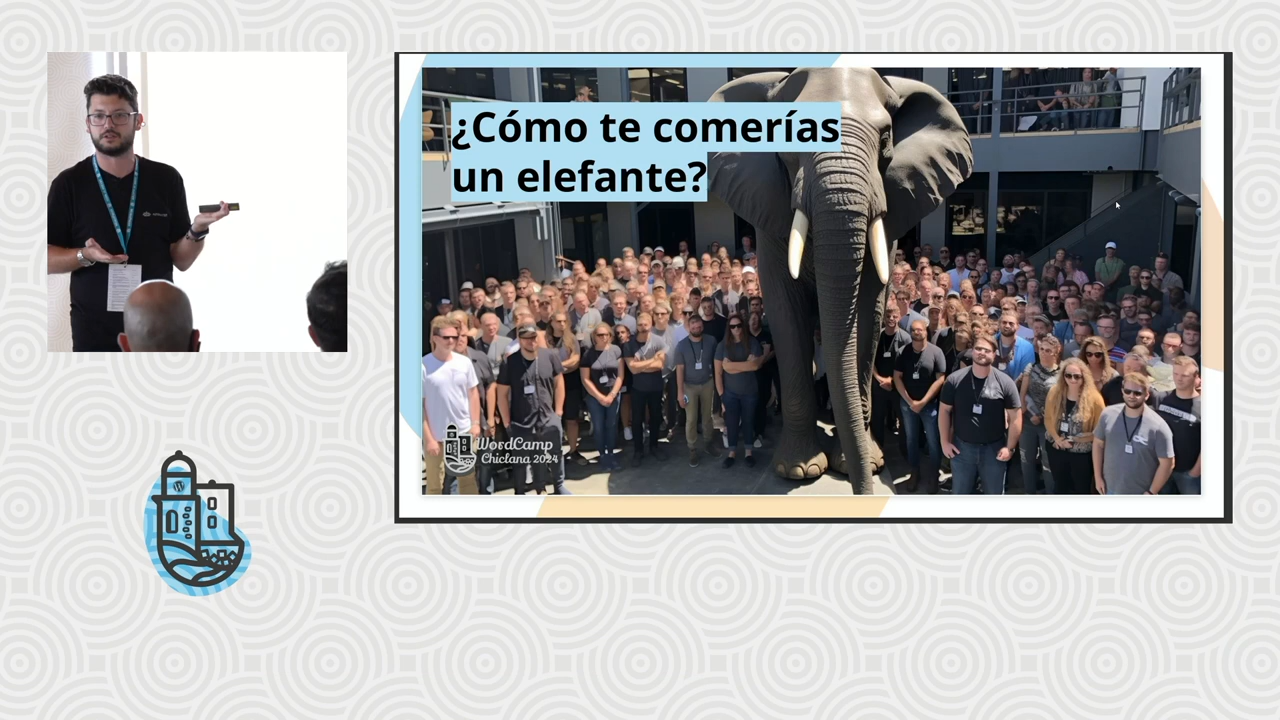 ¿Cómo te comerías
un elefante?
WordCamp
Chiclana 2024